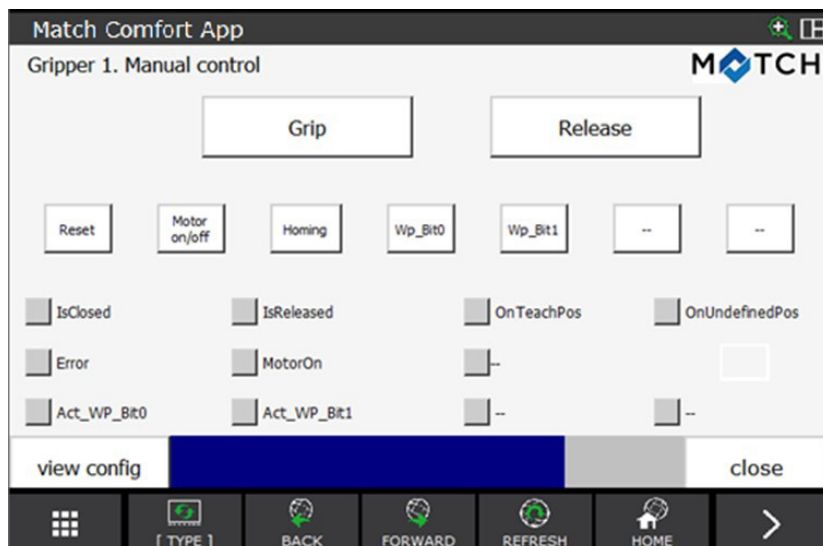 Match Comfort App
Gripper 1. Manual control
MATCH
Grip
Release
Reset
Motor
on/off
Homing
Wp_Bit0
Wp_Bit1
--
--
IsClosed
IsReleased
OnTeachPos
OnUndefinedPos
Error
MotorOn
--
Act_WP_Bit0
Act_WP_Bit1
--
--
view config
close
[ TYPE ]
BACK
FORWARD
REFRESH
HOME